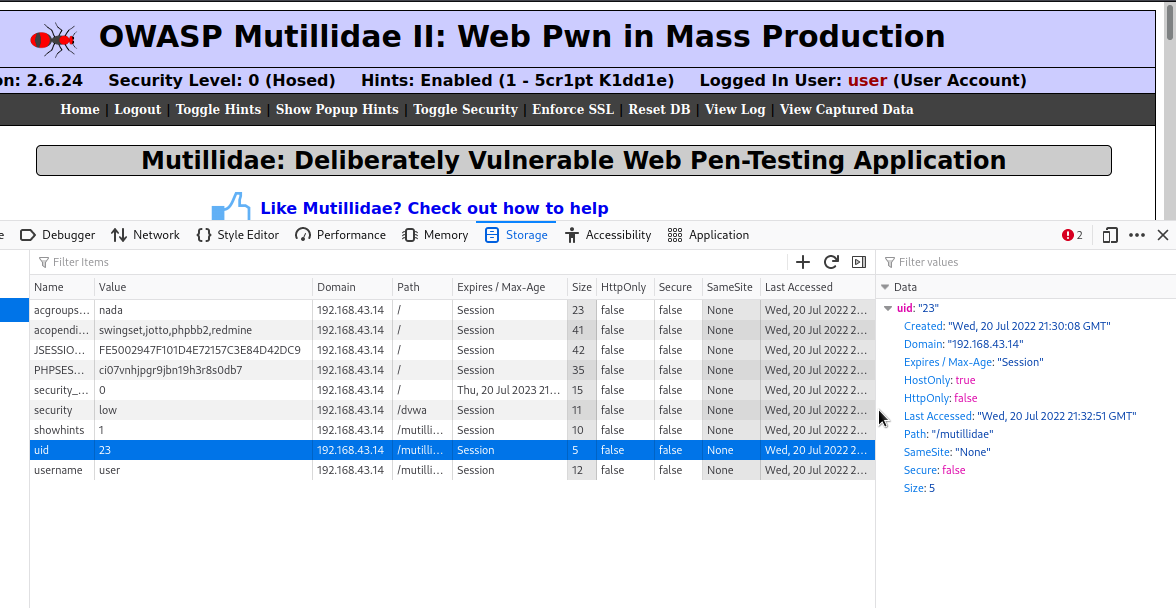 OWASP Mutillidae II: Web Pwn in Mass Production
on: 2.6.24 Security Level: 0 (Hosed) Hints: Enabled (1 - 5cr1pt K1dd1e) Logged In User: user (User Account)
Home | Logout | Toggle Hints | Show Popup Hints | Toggle Security | Enforce SSL | Reset DB | View Log | View Captured Data
Mutillidae: Deliberately Vulnerable Web Pen-Testing Application
Like Mutillidae? Check out how to help
e Debugger Network {} Style Editor Performance Memory Storage Accessibility Application 2
Filter Items
Filter values
Name Value Domain Path Expires / Max-Age Size HttpOnly Secure SameSite Last Accessed
acgroups... nada 192.168.43.14 / Session 23 false false None Wed, 20 Jul 2022 2...
acopendi... swingset,jotto,phpbb2,redmine 192.168.43.14 / Session 41 false false None Wed, 20 Jul 2022 2...
JSESSIO... FE5002947F101D4E72157C3E84D42DC9 192.168.43.14 / Session 42 false false None Wed, 20 Jul 2022 2...
PHPSES... ci07vnhjpgr9jbn19h3r8s0db7 192.168.43.14 / Session 35 false false None Wed, 20 Jul 2022 2...
security_... 0 192.168.43.14 / Thu, 20 Jul 2023 21... 15 false false None Wed, 20 Jul 2022 2...
security low 192.168.43.14 /dvwa Session 11 false false None Wed, 20 Jul 2022 2...
showhints 1 192.168.43.14 /mutilli... Session 10 false false None Wed, 20 Jul 2022 2...
uid 23 192.168.43.14 /mutilli... Session 5 false false None Wed, 20 Jul 2022 2...
username user 192.168.43.14 /mutilli... Session 12 false false None Wed, 20 Jul 2022 2...
Data
uid: "23"
Created: "Wed, 20 Jul 2022 21:30:08 GMT"
Domain: "192.168.43.14"
Expires / Max-Age: "Session"
HostOnly: true
HttpOnly: false
Last Accessed: "Wed, 20 Jul 2022 21:32:51 GMT"
Path: "/mutillidae"
SameSite: "None"
Secure: false
Size: 5